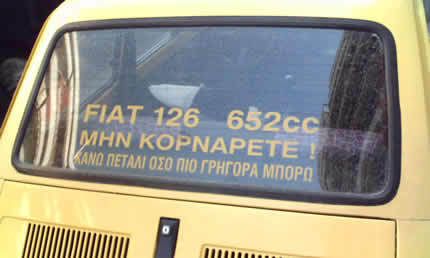 FIAT 126 652cc
ΜΗΝ ΚΟΡΝΑΡΕΤΕ !
ΚΑΝΩ ΠΕΤΑΛΙ ΟΣΟ ΠΙΟ ΓΡΗΓΟΡΑ ΜΠΟΡΩ